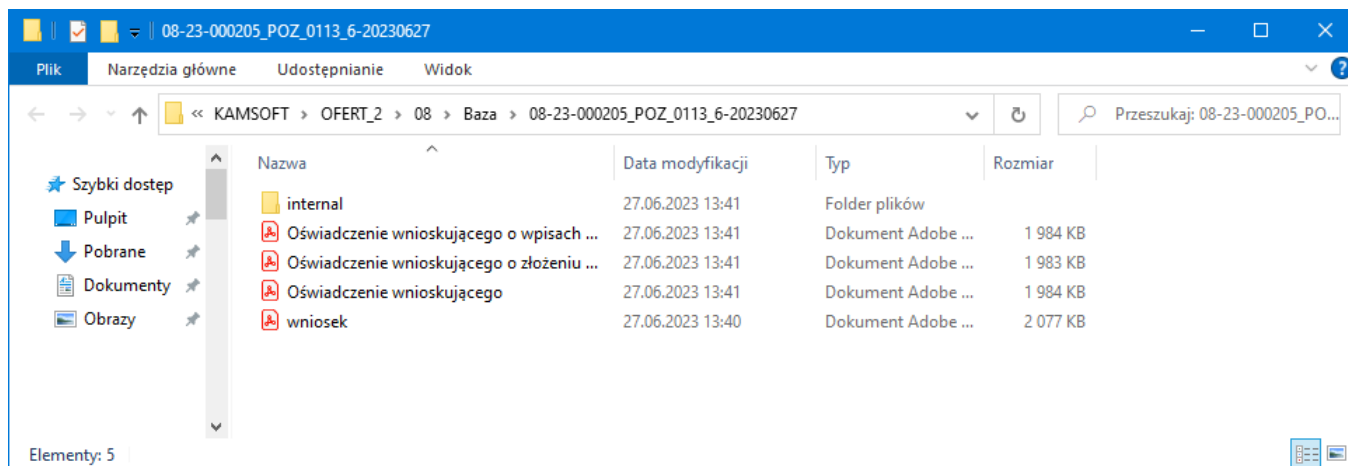 08-23-000205_POZ_0113_6-20230627
Plik Narzędzia główne Udostępnianie Widok
« KAMSOFT › OFERT_2 › 08 › Baza › 08-23-000205_POZ_0113_6-20230627 Przeszukaj: 08-23-000205_PO...
Nazwa Data modyfikacji Typ Rozmiar
Szybki dostęp
Pulpit
Pobrane
Dokumenty
Obrazy
internal 27.06.2023 13:41 Folder plików
Oświadczenie wnioskującego o wpisach ... 27.06.2023 13:41 Dokument Adobe ... 1 984 KB
Oświadczenie wnioskującego o złożeniu ... 27.06.2023 13:41 Dokument Adobe ... 1 983 KB
Oświadczenie wnioskującego 27.06.2023 13:41 Dokument Adobe ... 1 984 KB
wniosek 27.06.2023 13:40 Dokument Adobe ... 2 077 KB
Elementy: 5